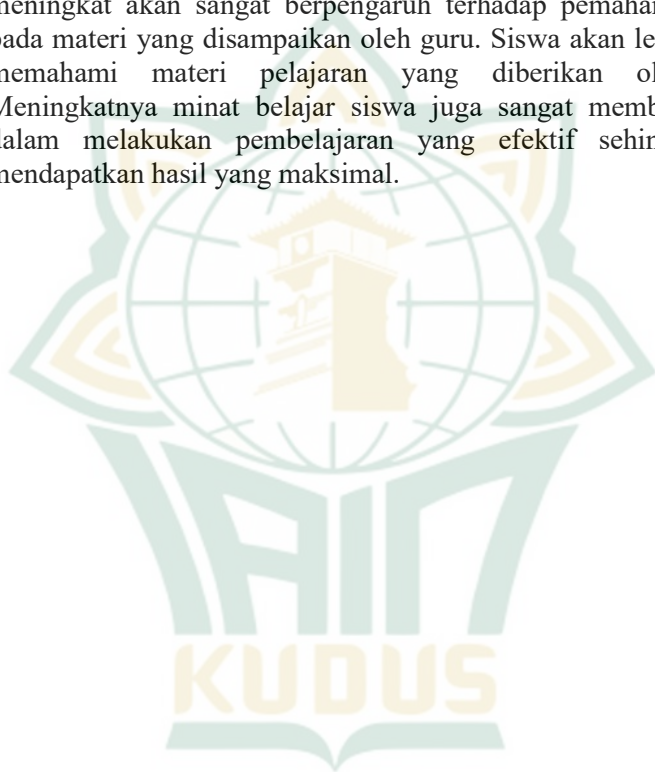 meningkat akan sangat berpengaruh terhadap
pada materi yang disampaikan oleh guru. Siswa akan
memahami materi pelajaran yang diberikan
Meningkatnya minat belajar siswa juga sangat
dalam melakukan pembelajaran yang efektif
mendapatkan hasil yang maksimal.
IAIN
KUDUS